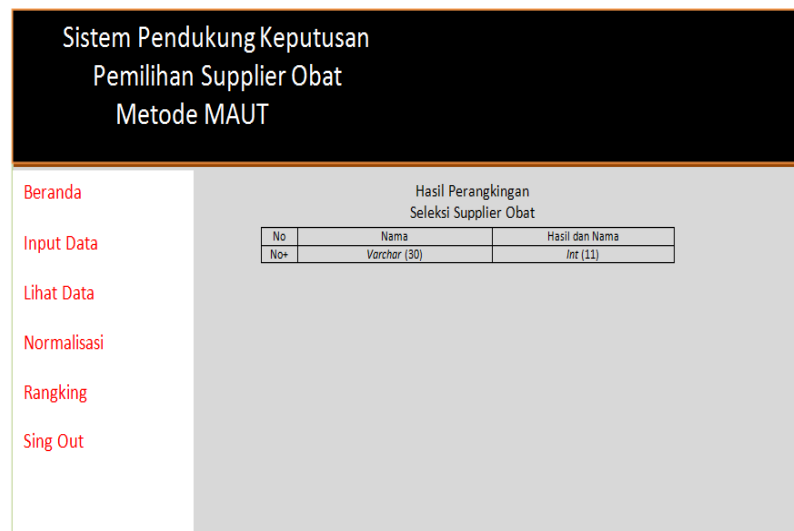 Sistem Pendukung Keputusan
Pemilihan Supplier Obat
Metode MAUT
Beranda
Input Data
Lihat Data
Normalisasi
Rangking
Sing Out
Hasil Perangkingan
Seleksi Supplier Obat
No Nama Hasil dan Nama
No+ Varchar (30) Int (11)